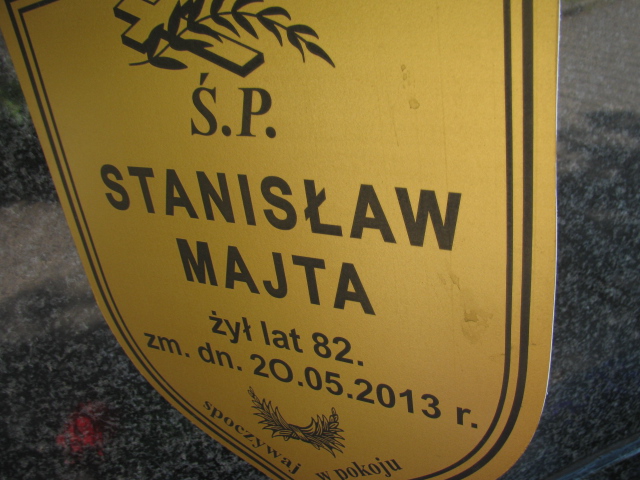 Ś.P.
STANISŁAW
MAJTA
żył lat 82.
zm. dn. 20.05.2013 r.
spoczywaj w pokoju